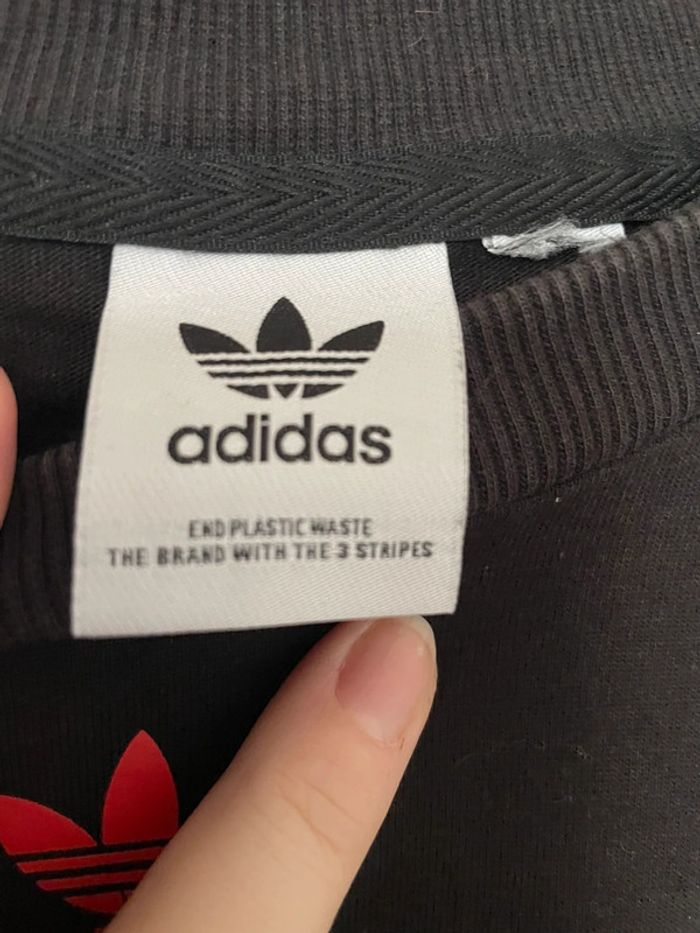 adidas
END PLASTIC WASTE
THE BRAND WITH THE 3 STRIPES